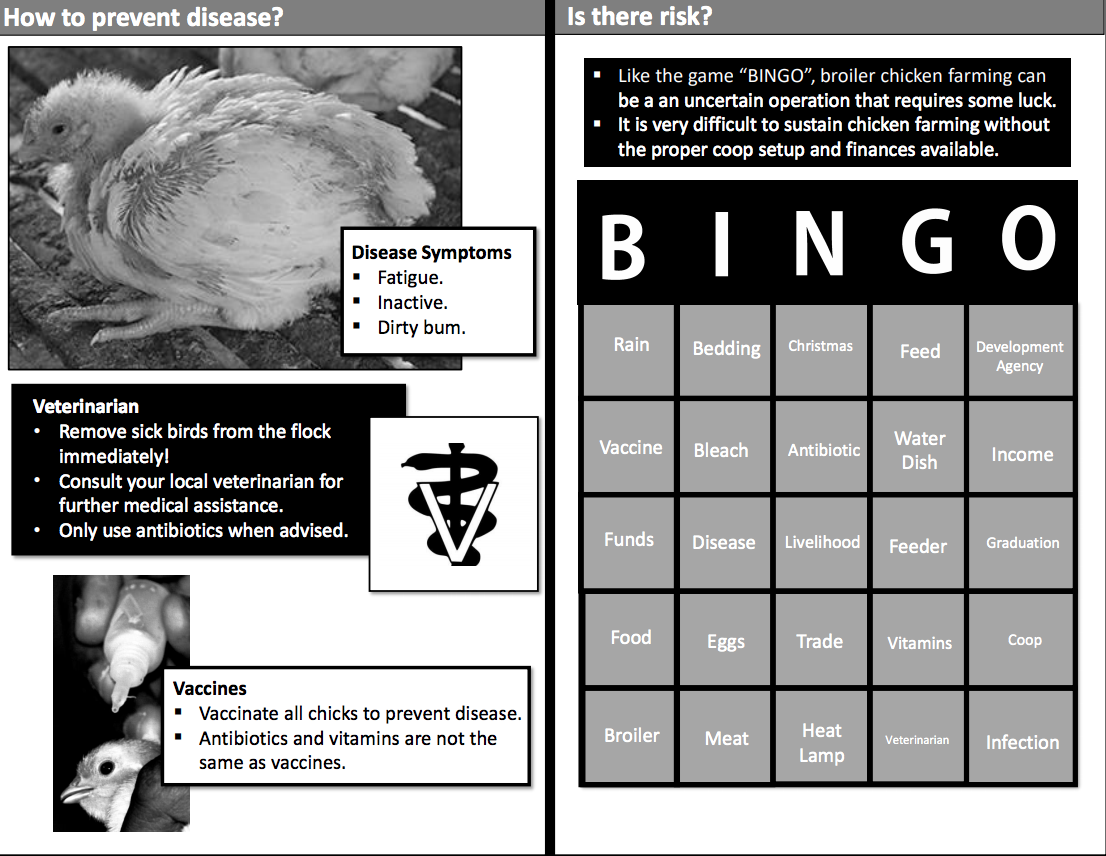 How to prevent disease?
Disease Symptoms
▪ Fatigue.
▪ Inactive.
▪ Dirty bum.
Veterinarian
• Remove sick birds from the flock
immediately!
• Consult your local veterinarian for
further medical assistance.
• Only use antibiotics when advised.
V
Vaccines
▪ Vaccinate all chicks to prevent disease.
▪ Antibiotics and vitamins are not the
same as vaccines.
Is there risk?
▪ Like the game “BINGO”, broiler chicken farming can
be a an uncertain operation that requires some luck.
▪ It is very difficult to sustain chicken farming without
the proper coop setup and finances available.
B I N G O
Rain Bedding Christmas Feed Development
Agency
Vaccine Bleach Antibiotic Water
Dish Income
Funds Disease Livelihood Feeder Graduation
Food Eggs Trade Vitamins Coop
Broiler Meat Heat
Lamp Veterinarian Infection